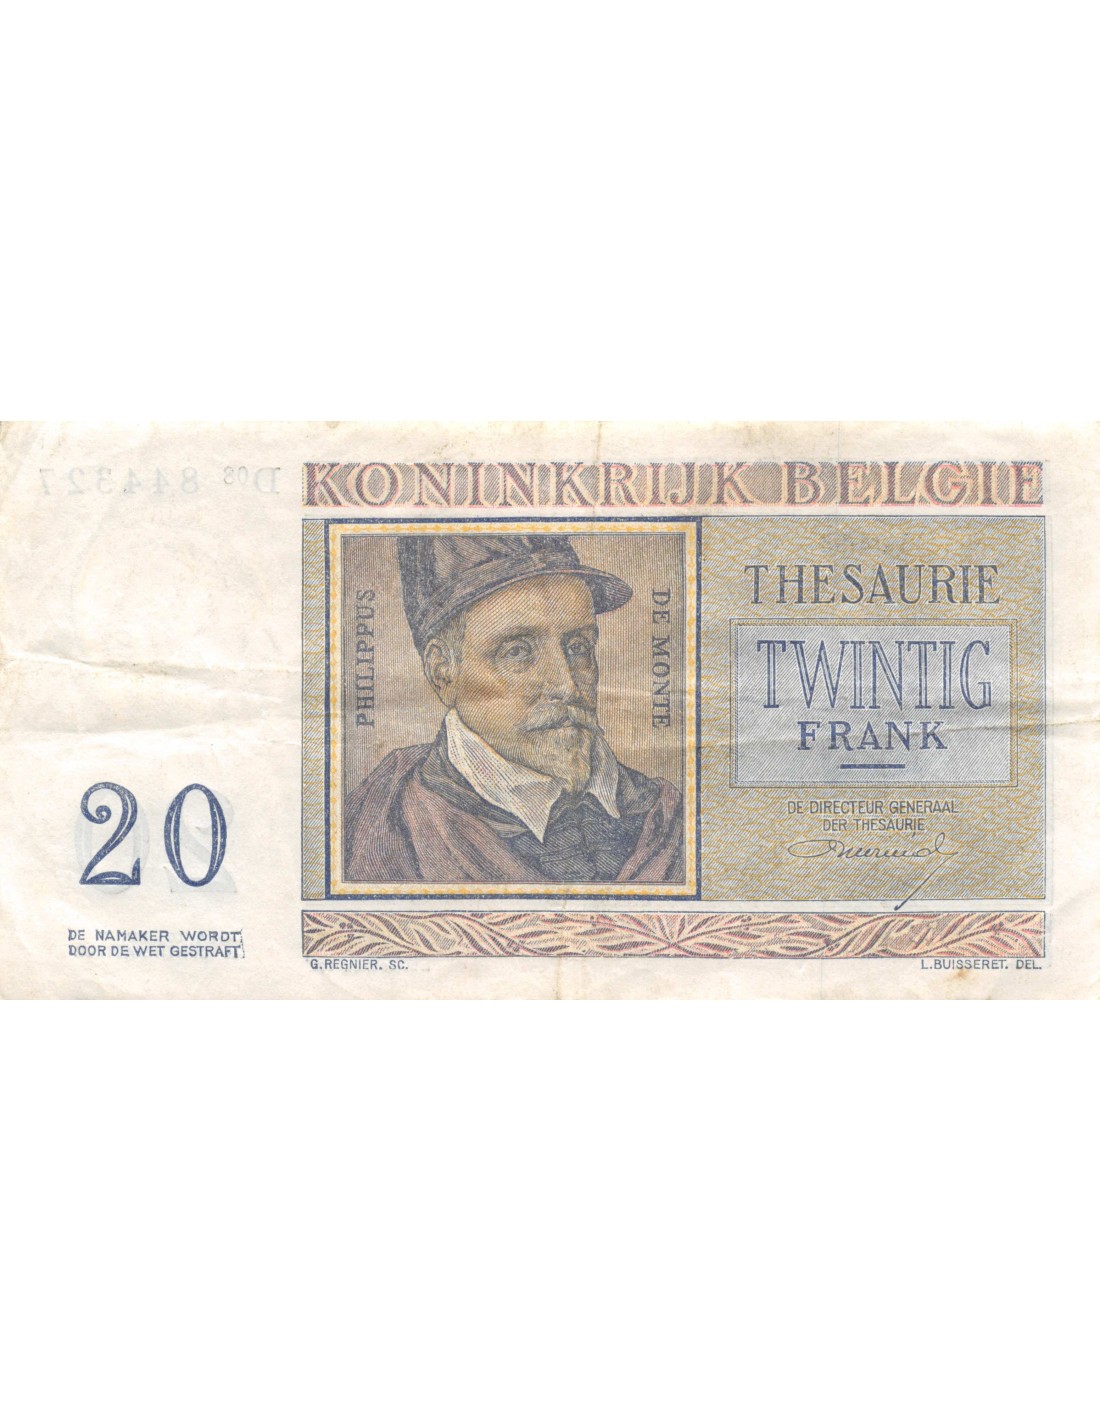 D08 844327
KONINKRIJK BELGIE
PHILIPPUS
DE MONTE
THESAURIE
TWINTIG
FRANK
DE DIRECTEUR GENERAAL
DER THESAURIE
20
DE NAMAKER WORDT
DOOR DE WET GESTRAFT
G. REGNIER. SC.
L. BUISSERET. DEL.